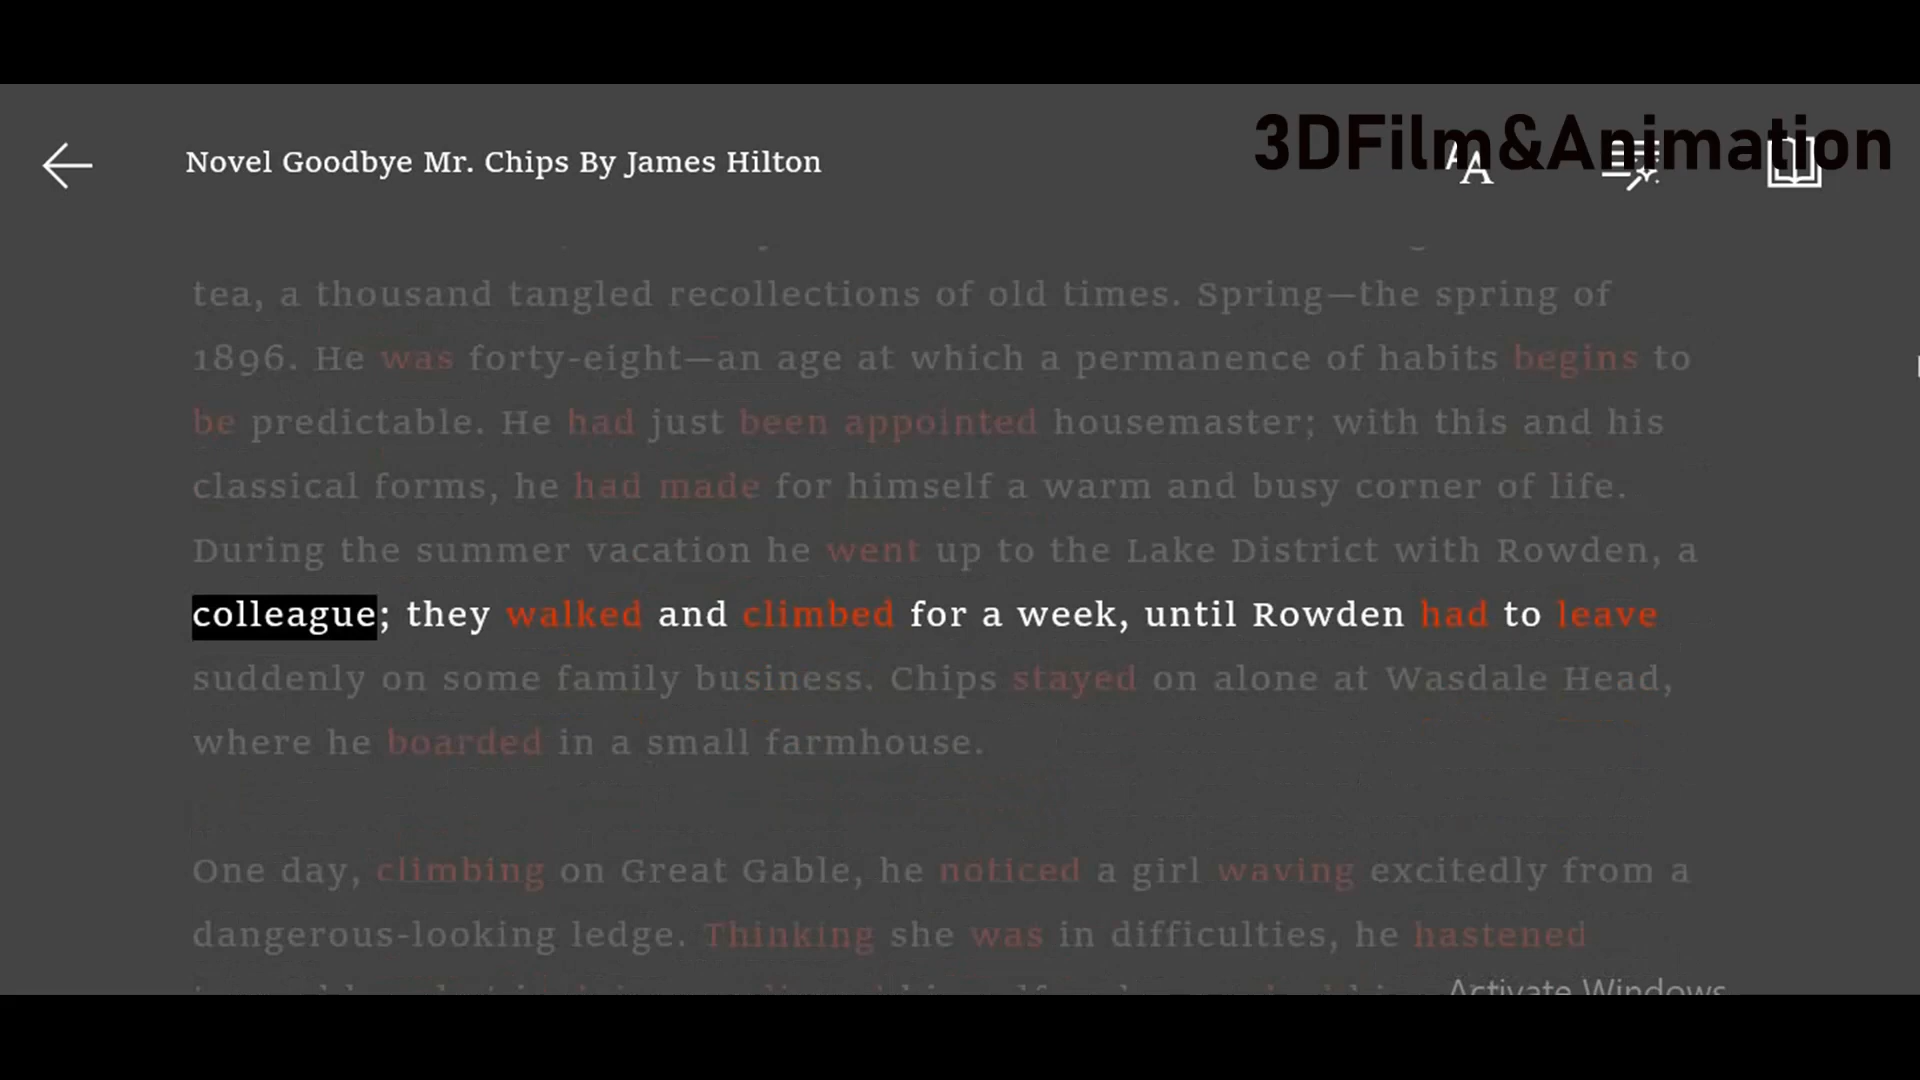 3DFilm&Animation
Novel Goodbye Mr. Chips By James Hilton
tea, a thousand tangled recollections of old times. Spring—the spring of
1896. He was forty-eight—an age at which a permanence of habits begins to
be predictable. He had just been appointed housemaster; with this and his
classical forms, he had made for himself a warm and busy corner of life.
During the summer vacation he went up to the Lake District with Rowden, a
colleague; they walked and climbed for a week, until Rowden had to leave
suddenly on some family business. Chips stayed on alone at Wasdale Head,
where he boarded in a small farmhouse.
One day, climbing on Great Gable, he noticed a girl waving excitedly from a
dangerous-looking ledge. Thinking she was in difficulties, he hastened
Activate Windows